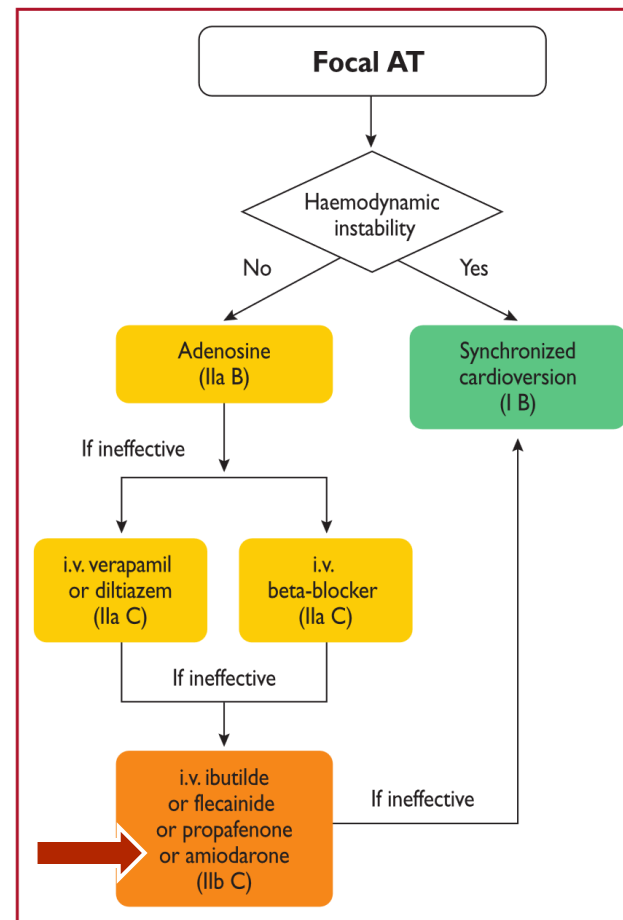 Focal AT
Haemodynamic
instability
No
Yes
Adenosine
(IIa B)
Synchronized
cardioversion
(I B)
If ineffective
i.v. verapamil
or diltiazem
(IIa C)
i.v.
beta-blocker
(IIa C)
If ineffective
i.v. ibutilde
or flecainide
or propafenone
or amiodarone
(IIb C)
If ineffective